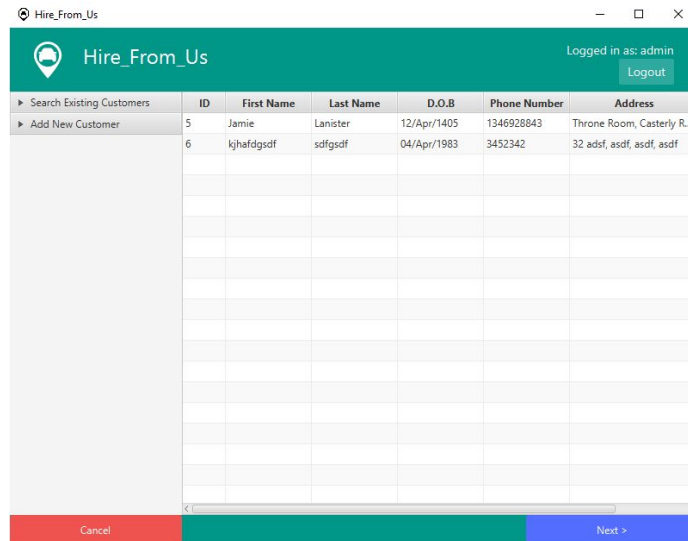 Hire_From_Us
Hire_From_Us
Logged in as: admin
Logout
Search Existing Customers
Add New Customer
ID First Name Last Name D.O.B Phone Number Address
5 Jamie Lanister 12/Apr/1405 1346928843 Throne Room, Casterly R..
6 kjhafdgsdf sdfgsdf 04/Apr/1983 3452342 32 adsf, asdf, asdf, asdf
Cancel
Next >